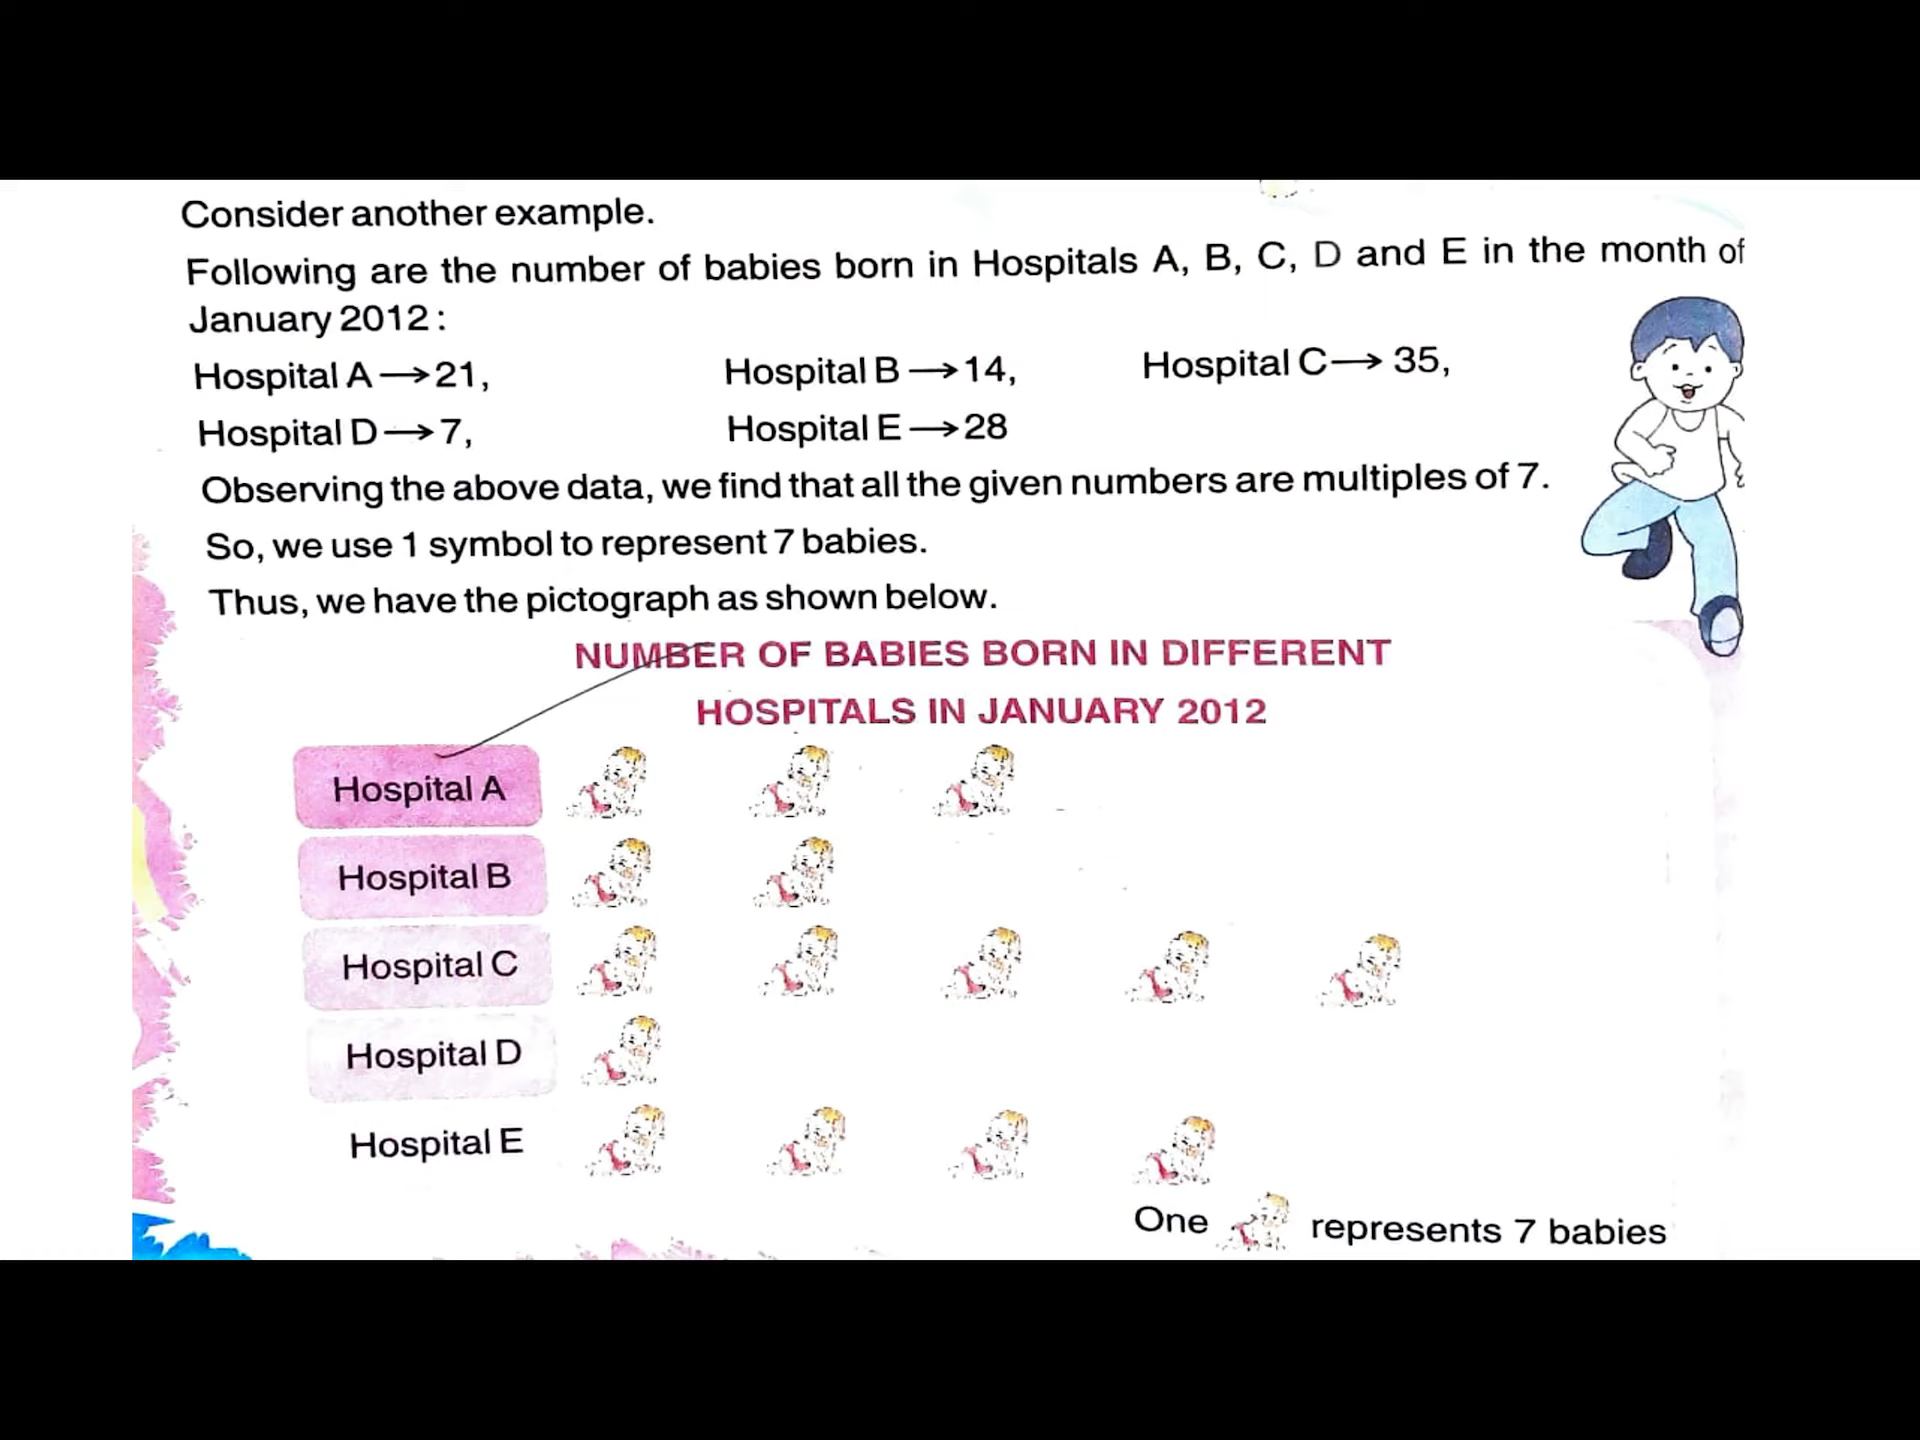 Consider another example.
Following are the number of babies born in Hospitals A, B, C, D and E in the month of
January 2012 :
Hospital A → 21, Hospital B → 14, Hospital C → 35,
Hospital D → 7, Hospital E → 28
Observing the above data, we find that all the given numbers are multiples of 7.
So, we use 1 symbol to represent 7 babies.
Thus, we have the pictograph as shown below.
NUMBER OF BABIES BORN IN DIFFERENT
HOSPITALS IN JANUARY 2012
Hospital A
Hospital B
Hospital C
Hospital D
Hospital E
One represents 7 babies